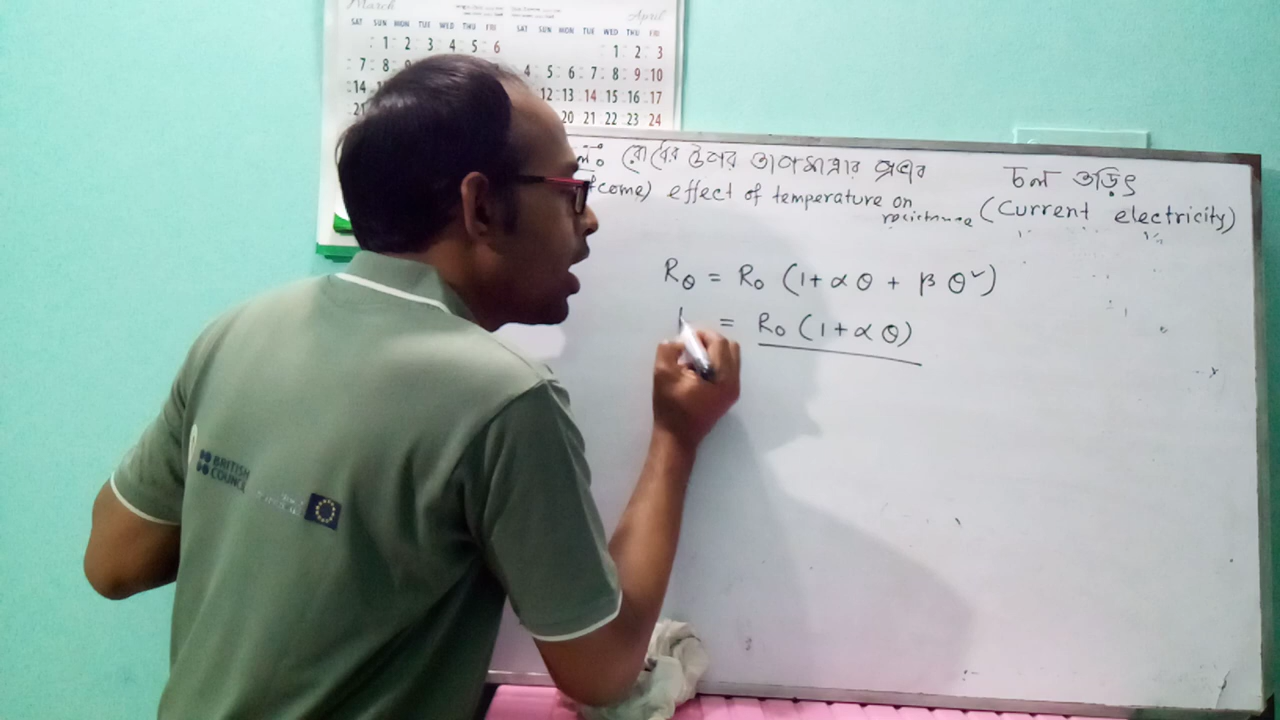 March
April
SAT SUN MON TUE WED THU FRI SAT SUN MON TUE WED THU FRI
1 2 3 4 5 6 1 2 3
7 8 4 5 6 7 8 9 10
14 12 13 14 15 16 17
21 20 21 22 23 24
রোধের উপর তাপমাত্রার প্রভাব
চল তড়িৎ
come) effect of temperature on resistance
(Current electricity)
Rθ = R₀ (1+αθ + βθ²)
= R₀ (1+αθ)
BRITISH
COUNCIL